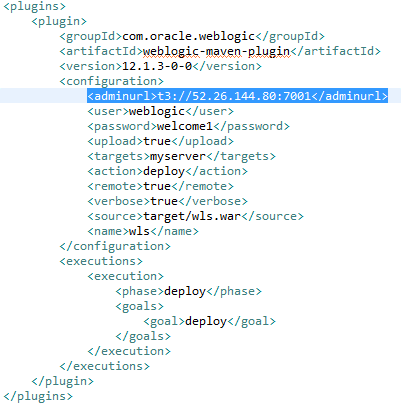 <plugins>
<plugin>
<groupId>com.oracle.weblogic</groupId>
<artifactId>weblogic-maven-plugin</artifactId>
<version>12.1.3-0-0</version>
<configuration>
<adminurl>t3://52.26.144.80:7001</adminurl>
<user>weblogic</user>
<password>welcome1</password>
<upload>true</upload>
<targets>myserver</targets>
<action>deploy</action>
<remote>true</remote>
<verbose>true</verbose>
<source>target/wls.war</source>
<name>wls</name>
</configuration>
<executions>
<execution>
<phase>deploy</phase>
<goals>
<goal>deploy</goal>
</goals>
</execution>
</executions>
</plugin>
</plugins>